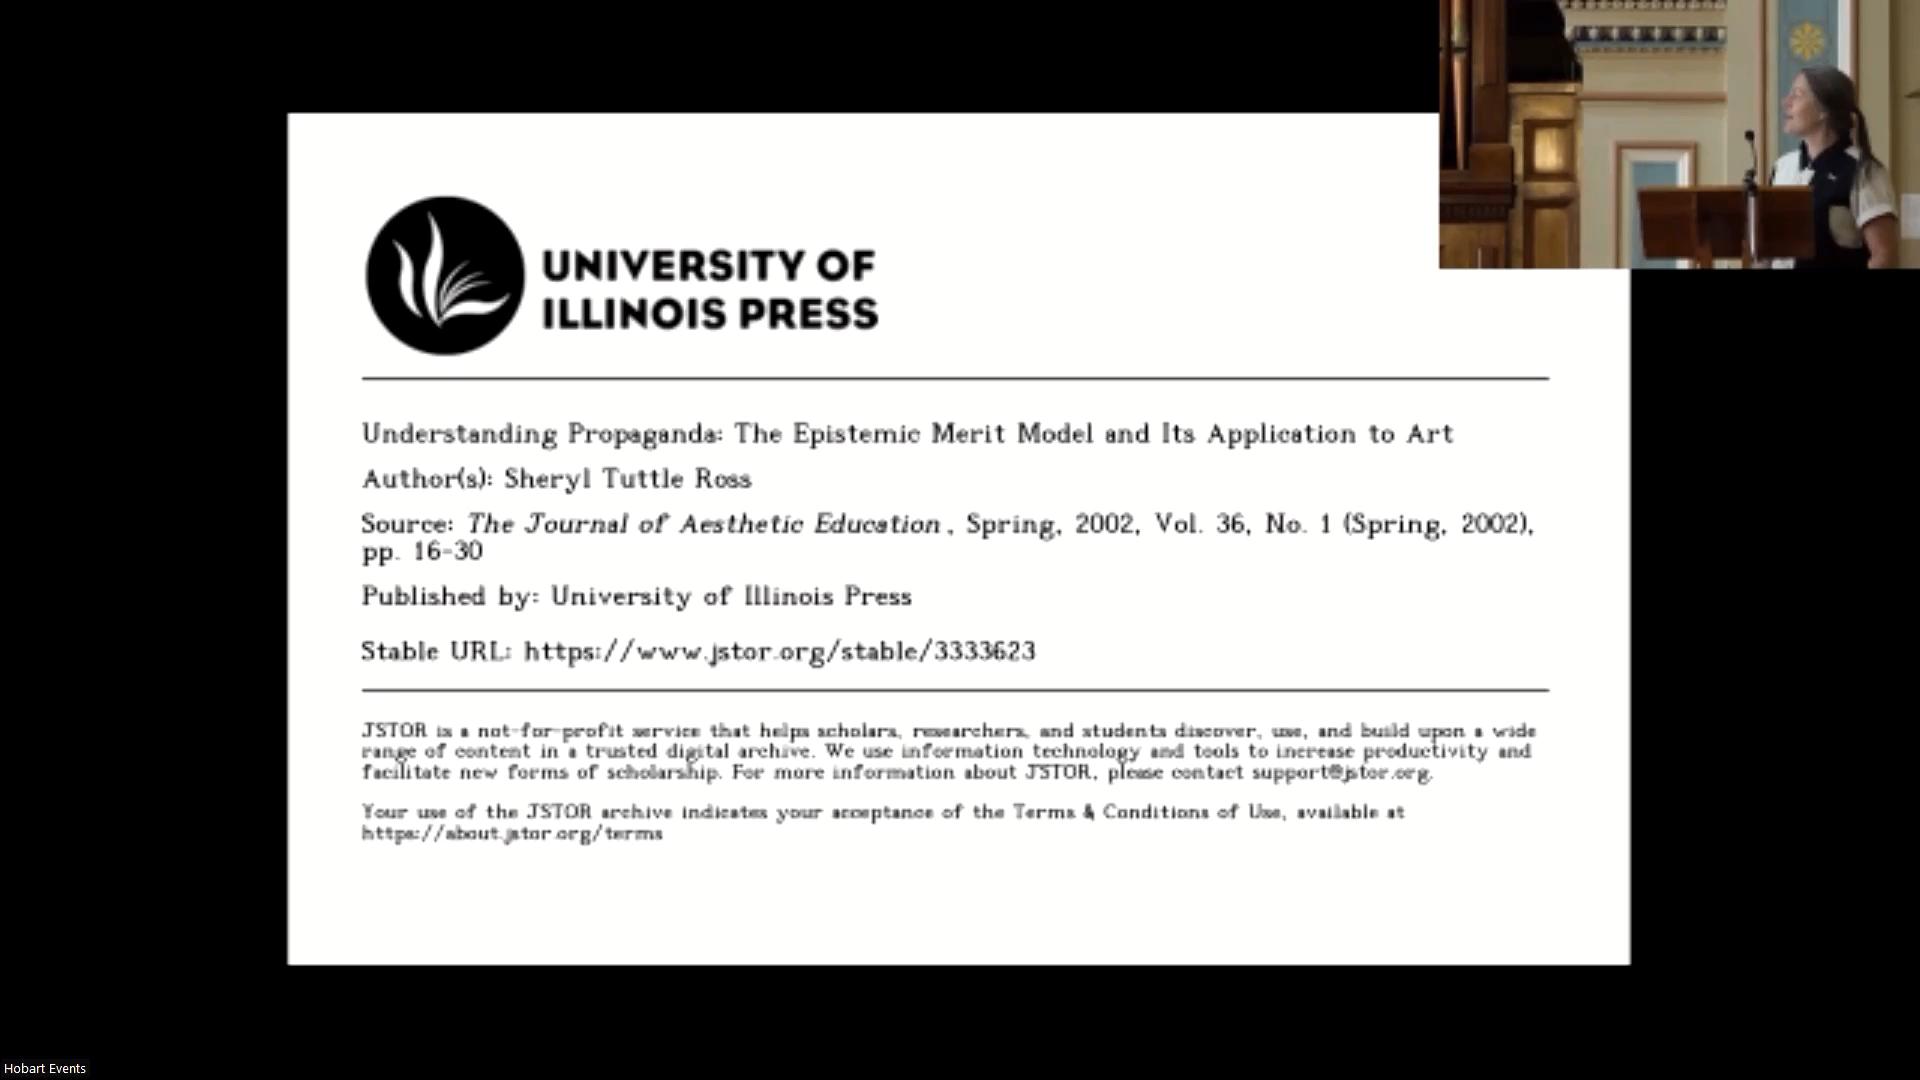 UNIVERSITY OF
ILLINOIS PRESS
Understanding Propaganda: The Epistemic Merit Model and Its Application to Art
Author(s): Sheryl Tuttle Ross
Source: The Journal of Aesthetic Education, Spring, 2002, Vol. 36, No. 1 (Spring, 2002),
pp. 16-30
Published by: University of Illinois Press
Stable URL: https://www.jstor.org/stable/3333623
JSTOR is a not-for-profit service that helps scholars, researchers, and students discover, use, and build upon a wide
range of content in a trusted digital archive. We use information technology and tools to increase productivity and
facilitate new forms of scholarship. For more information about JSTOR, please contact support@jstor.org.
Your use of the JSTOR archive indicates your acceptance of the Terms & Conditions of Use, available at
https://about.jstor.org/terms
Hobart Events